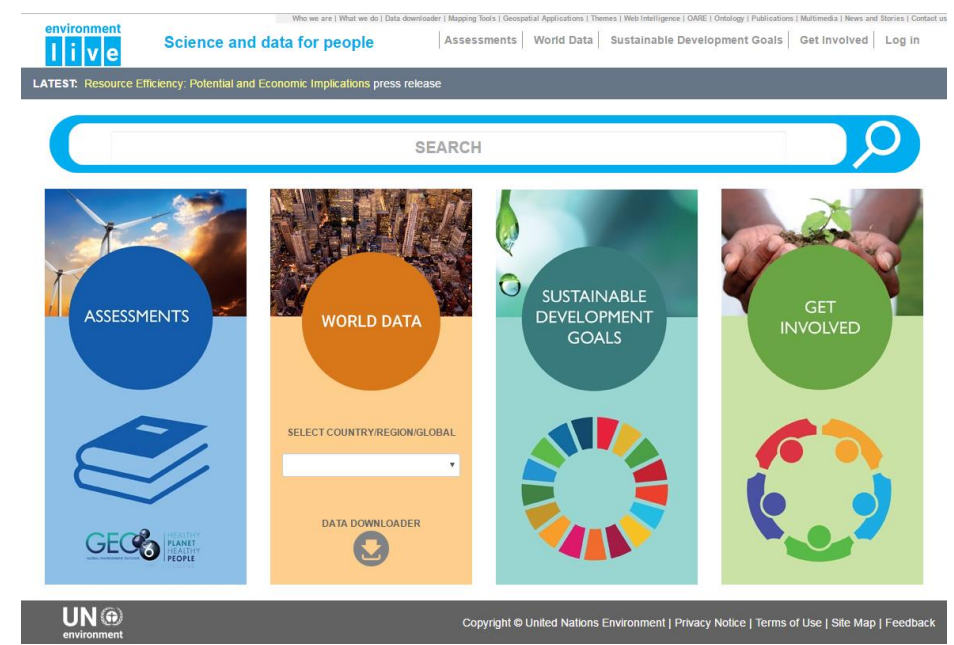 Who we are | What we do | Data downloader | Mapping Tools | Geospatial Applications | Themes | Web Intelligence | OARE | Ontology | Publications | Multimedia | News and Stories | Contact us
environment
live
Science and data for people
Assessments | World Data | Sustainable Development Goals | Get Involved | Log in
LATEST: Resource Efficiency: Potential and Economic Implications press release
SEARCH
ASSESSMENTS
GEO6
HEALTHY
PLANET
HEALTHY
PEOPLE
WORLD DATA
SELECT COUNTRY/REGION/GLOBAL
DATA DOWNLOADER
SUSTAINABLE
DEVELOPMENT
GOALS
GET
INVOLVED
UN
environment
Copyright © United Nations Environment | Privacy Notice | Terms of Use | Site Map | Feedback